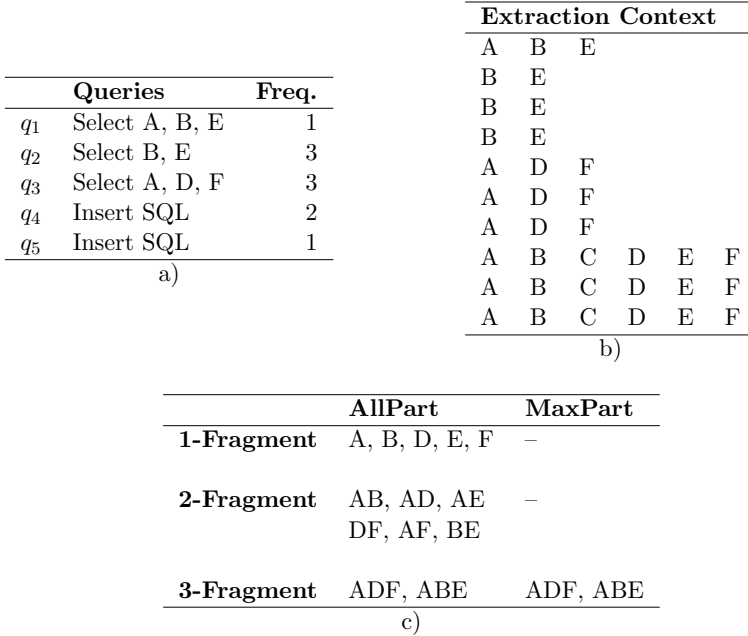 Queries Freq.
q1 Select A, B, E 1
q2 Select B, E 3
q3 Select A, D, F 3
q4 Insert SQL 2
q5 Insert SQL 1
a)
Extraction Context
A B E
B E
B E
B E
A D F
A D F
A D F
A B C D E F
A B C D E F
A B C D E F
b)
AllPart MaxPart
1-Fragment A, B, D, E, F –
2-Fragment AB, AD, AE –
DF, AF, BE
3-Fragment ADF, ABE ADF, ABE
c)